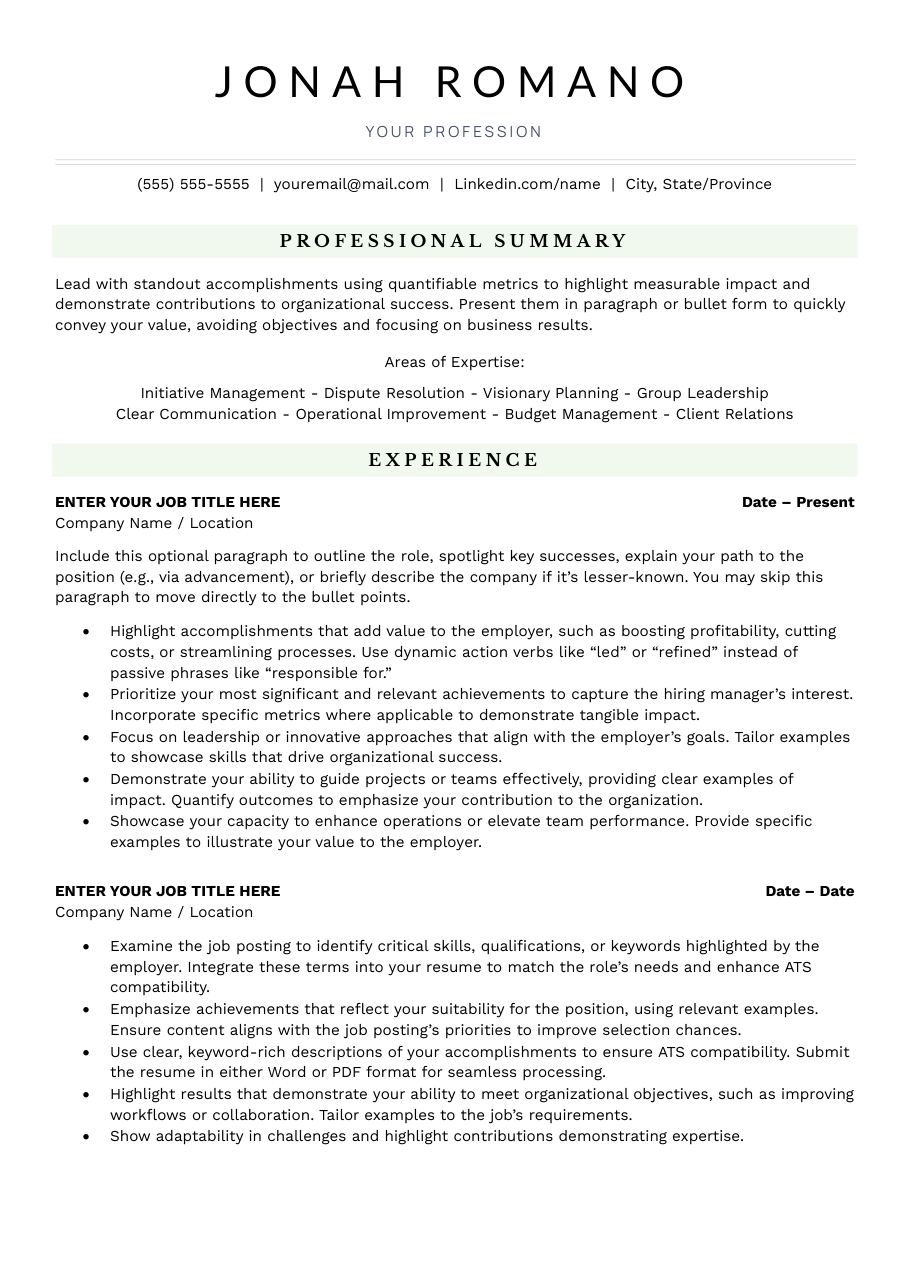 JONAH ROMANO
YOUR PROFESSION
(555) 555-5555 | youremail@mail.com | Linkedin.com/name | City, State/Province
PROFESSIONAL SUMMARY
Lead with standout accomplishments using quantifiable metrics to highlight measurable impact and
demonstrate contributions to organizational success. Present them in paragraph or bullet form to quickly
convey your value, avoiding objectives and focusing on business results.
Areas of Expertise:
Initiative Management - Dispute Resolution - Visionary Planning - Group Leadership
Clear Communication - Operational Improvement - Budget Management - Client Relations
EXPERIENCE
ENTER YOUR JOB TITLE HERE Date – Present
Company Name / Location
Include this optional paragraph to outline the role, spotlight key successes, explain your path to the
position (e.g., via advancement), or briefly describe the company if it’s lesser-known. You may skip this
paragraph to move directly to the bullet points.
• Highlight accomplishments that add value to the employer, such as boosting profitability, cutting
costs, or streamlining processes. Use dynamic action verbs like “led” or “refined” instead of
passive phrases like “responsible for.”
• Prioritize your most significant and relevant achievements to capture the hiring manager’s interest.
Incorporate specific metrics where applicable to demonstrate tangible impact.
• Focus on leadership or innovative approaches that align with the employer’s goals. Tailor examples
to showcase skills that drive organizational success.
• Demonstrate your ability to guide projects or teams effectively, providing clear examples of
impact. Quantify outcomes to emphasize your contribution to the organization.
• Showcase your capacity to enhance operations or elevate team performance. Provide specific
examples to illustrate your value to the employer.
ENTER YOUR JOB TITLE HERE Date – Date
Company Name / Location
• Examine the job posting to identify critical skills, qualifications, or keywords highlighted by the
employer. Integrate these terms into your resume to match the role’s needs and enhance ATS
compatibility.
• Emphasize achievements that reflect your suitability for the position, using relevant examples.
Ensure content aligns with the job posting’s priorities to improve selection chances.
• Use clear, keyword-rich descriptions of your accomplishments to ensure ATS compatibility. Submit
the resume in either Word or PDF format for seamless processing.
• Highlight results that demonstrate your ability to meet organizational objectives, such as improving
workflows or collaboration. Tailor examples to the job’s requirements.
• Show adaptability in challenges and highlight contributions demonstrating expertise.